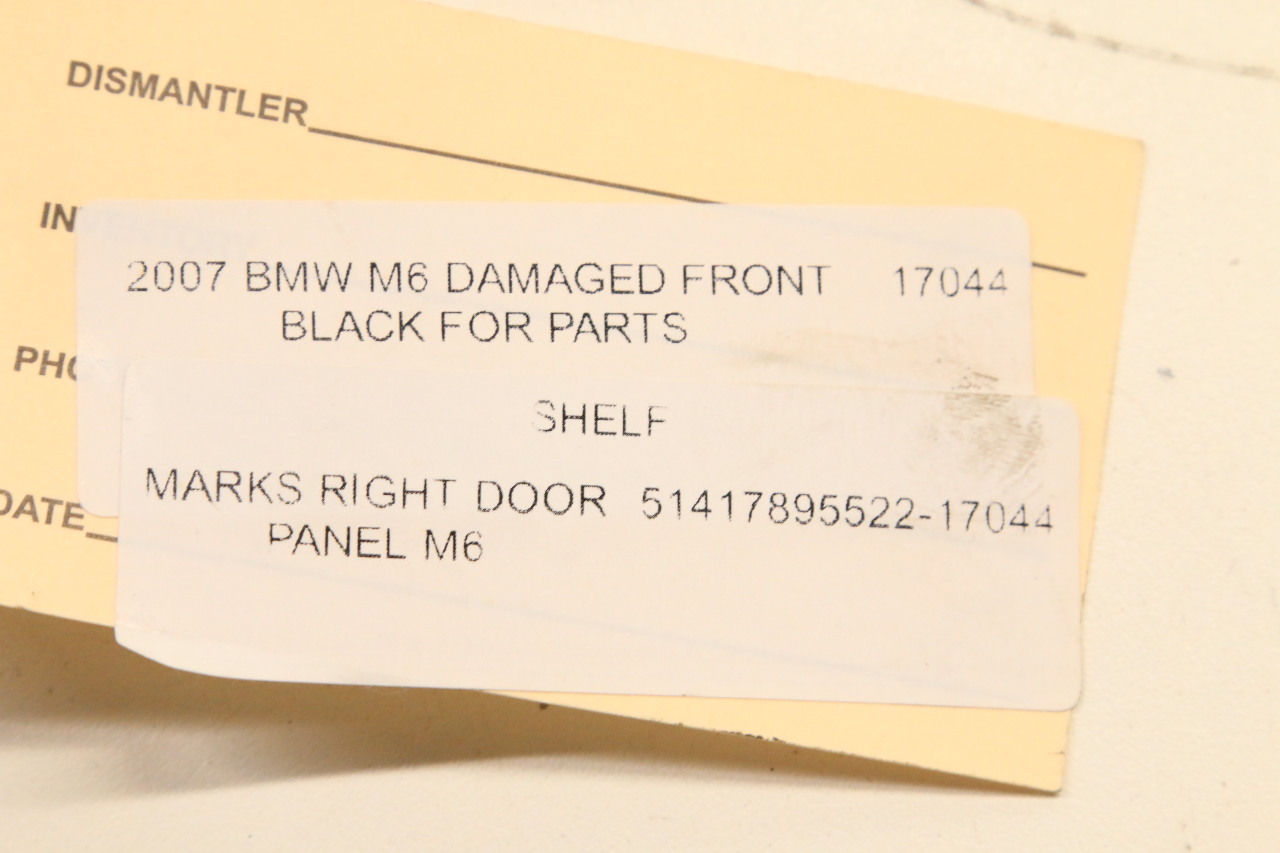 DISMANTLER
INVENTORY
2007 BMW M6 DAMAGED FRONT 17044
BLACK FOR PARTS
SHELF
MARKS RIGHT DOOR 51417895522-17044
PANEL M6
DATE